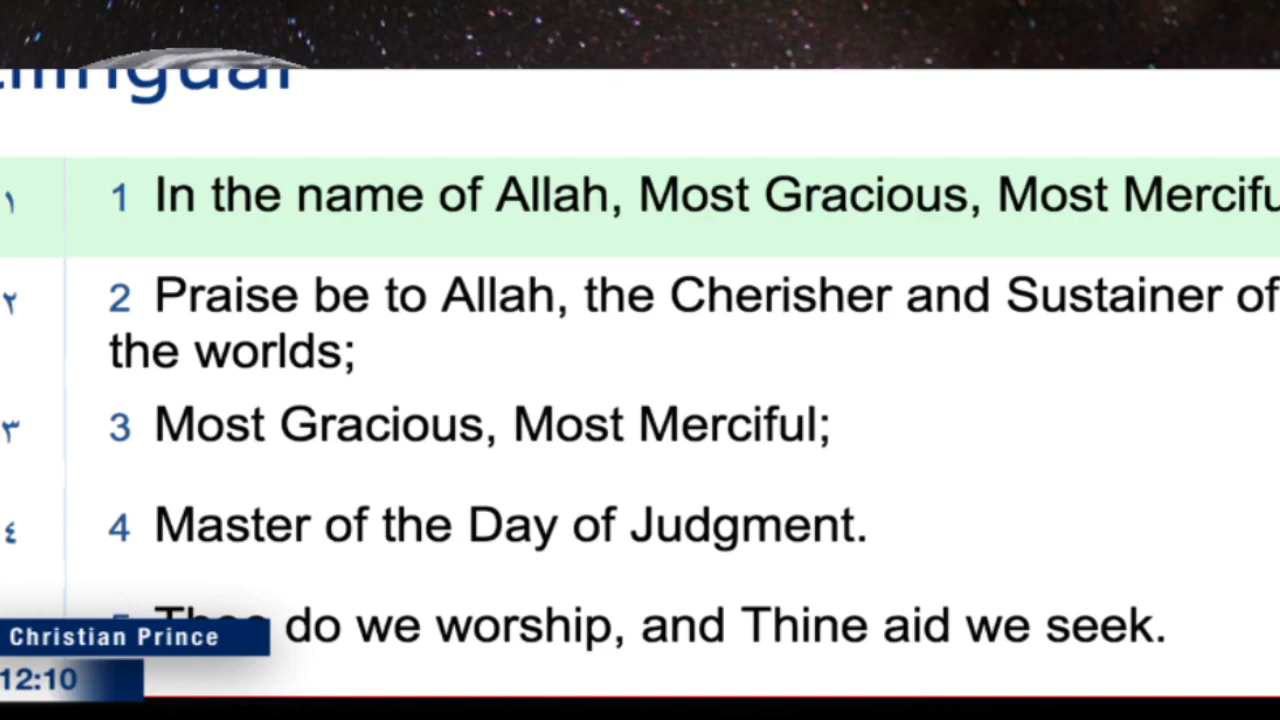 1 In the name of Allah, Most Gracious, Most
١
2 Praise be to Allah, the Cherisher and Sustainer of
٢
the worlds;
3 Most Gracious, Most Merciful;
٣
4 Master of the Day of Judgment.
٤
do we worship, and Thine aid we seek.
Christian Prince
12:10